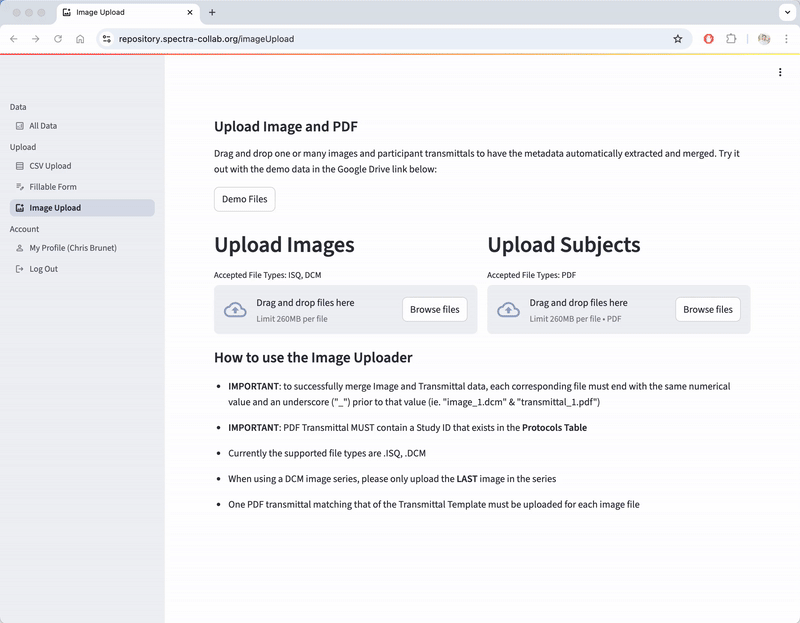 Image Upload
repository.spectra-collab.org/imageUpload
Data
All Data
Upload
CSV Upload
Fillable Form
Image Upload
Account
My Profile (Chris Brunet)
Log Out
Upload Image and PDF
Drag and drop one or many images and participant transmittals to have the metadata automatically extracted and merged. Try it
out with the demo data in the Google Drive link below:
Demo Files
Upload Images
Accepted File Types: ISQ, DCM
Drag and drop files here
Limit 260MB per file
Browse files
Upload Subjects
Accepted File Types: PDF
Drag and drop files here
Limit 260MB per file • PDF
Browse files
How to use the Image Uploader
• IMPORTANT: to successfully merge Image and Transmittal data, each corresponding file must end with the same numerical
value and an underscore ("_") prior to that value (ie. "image_1.dcm" & "transmittal_1.pdf")
• IMPORTANT: PDF Transmittal MUST contain a Study ID that exists in the Protocols Table
• Currently the supported file types are .ISQ, .DCM
• When using a DCM image series, please only upload the LAST image in the series
• One PDF transmittal matching that of the Transmittal Template must be uploaded for each image file